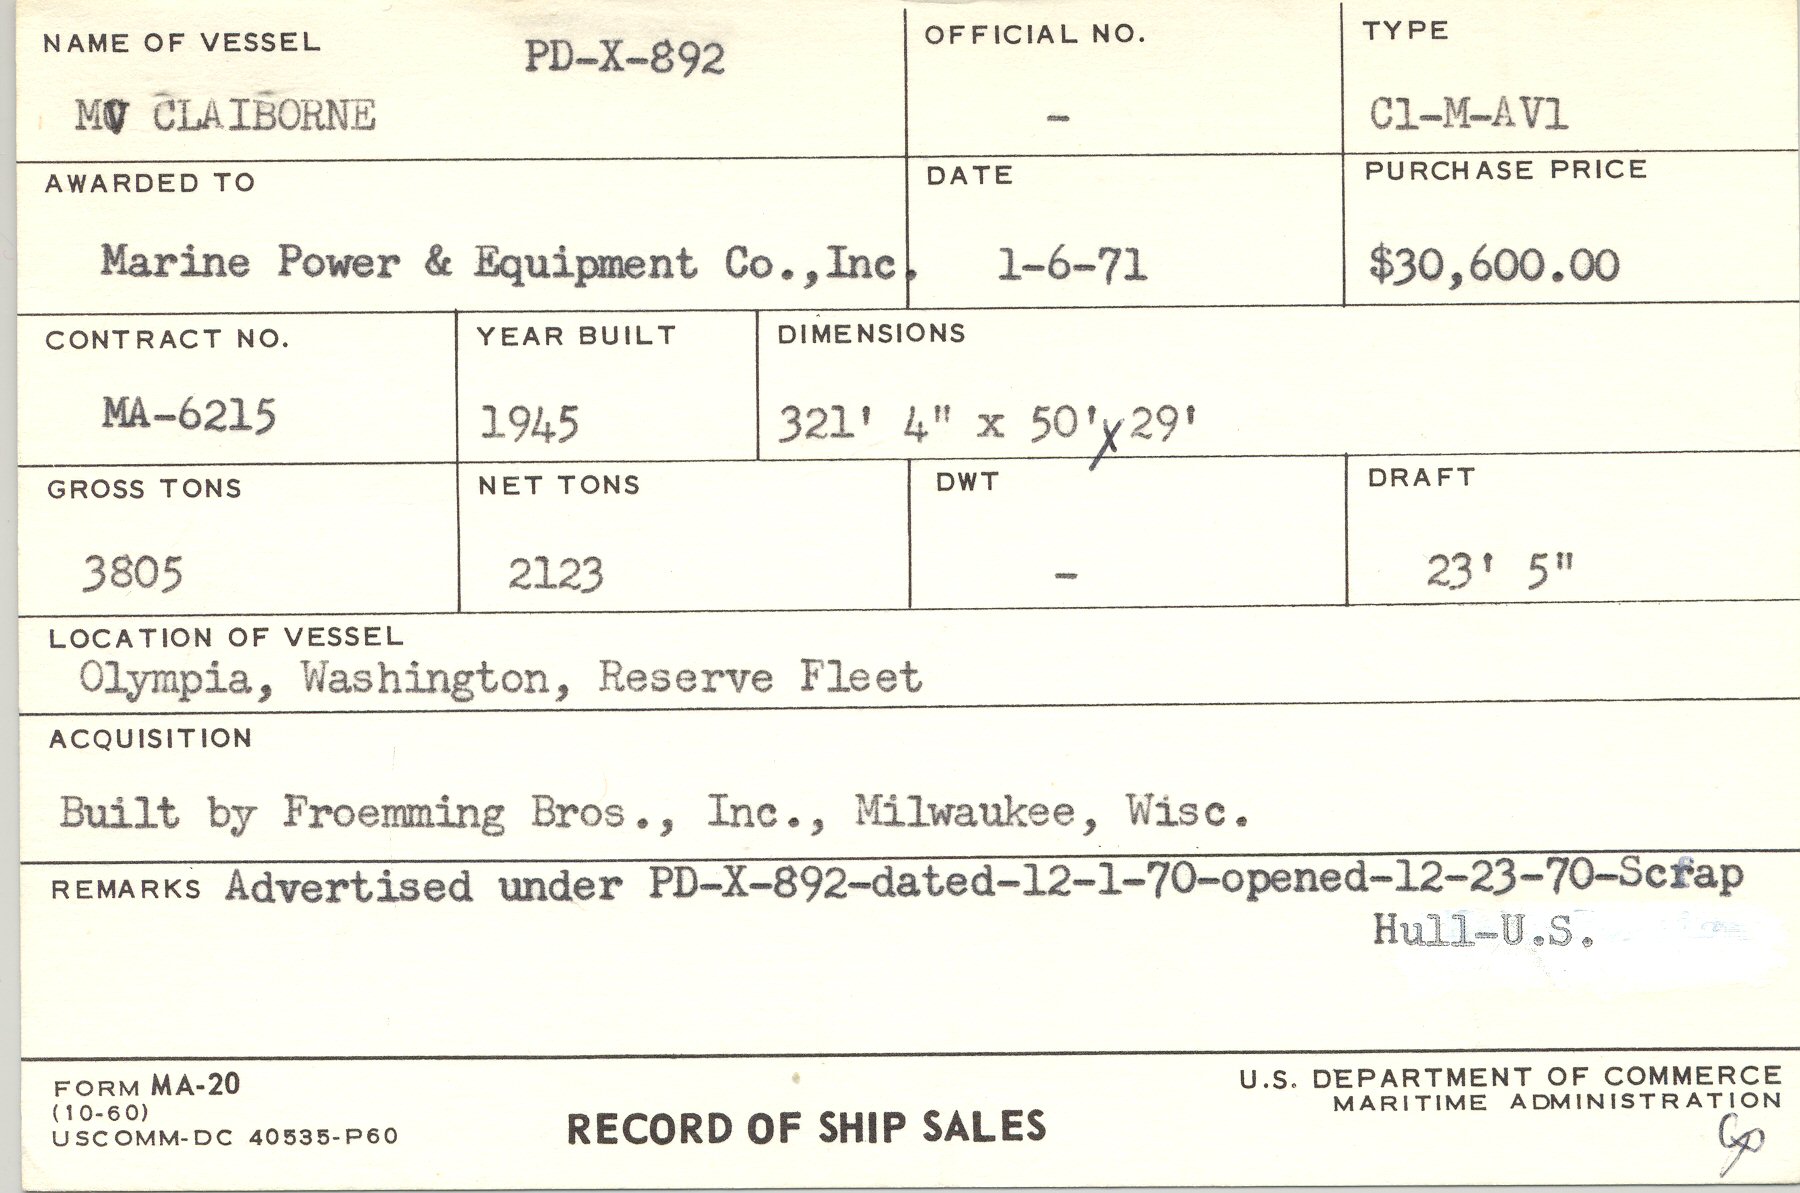 NAME OF VESSEL PD-X-892
MV CLAIBORNE
OFFICIAL NO.
-
TYPE
C1-M-AV1
AWARDED TO
Marine Power & Equipment Co.,Inc.
DATE
1-6-71
PURCHASE PRICE
$30,600.00
CONTRACT NO.
MA-6215
YEAR BUILT
1945
DIMENSIONS
321' 4" x 50' x 29'
GROSS TONS
3805
NET TONS
2123
DWT
-
DRAFT
23' 5"
LOCATION OF VESSEL
Olympia, Washington, Reserve Fleet
ACQUISITION
Built by Froemming Bros., Inc., Milwaukee, Wisc.
REMARKS Advertised under PD-X-892-dated-12-1-70-opened-12-23-70-Scrap
Hull-U.S.
FORM MA-20
(10-60)
USCOMM-DC 40535-P60
RECORD OF SHIP SALES
U.S. DEPARTMENT OF COMMERCE
MARITIME ADMINISTRATION